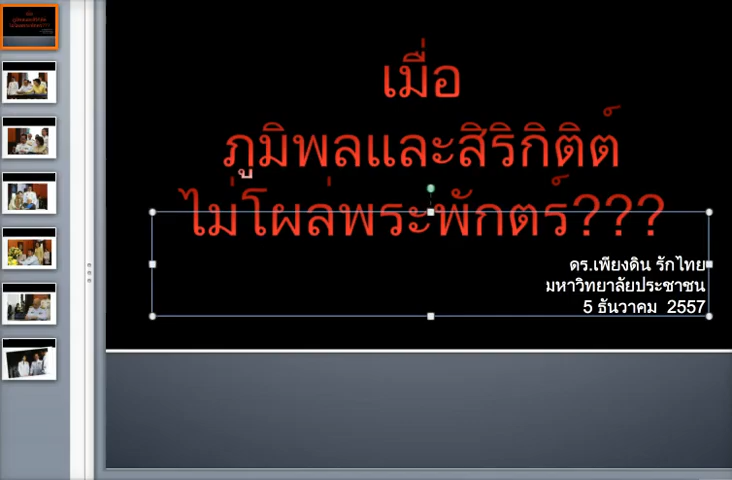 เมื่อ
ภูมิพลและสิริกิติต์
ไม่โผล่พระพักตร์???
ดร.เพียงดิน รักไทย
มหาวิทยาลัยประชาชน
5 ธันวาคม 2557